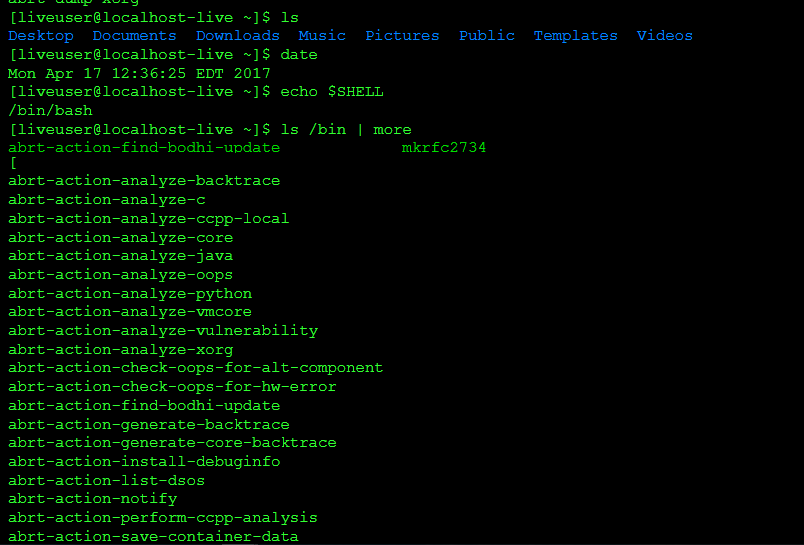 abrt-dump-xorg
[liveuser@localhost-live ~]$ ls
Desktop Documents Downloads Music Pictures Public Templates Videos
[liveuser@localhost-live ~]$ date
Mon Apr 17 12:36:25 EDT 2017
[liveuser@localhost-live ~]$ echo $SHELL
/bin/bash
[liveuser@localhost-live ~]$ ls /bin | more
abrt-action-find-bodhi-update mkrfc2734
[
abrt-action-analyze-backtrace
abrt-action-analyze-c
abrt-action-analyze-ccpp-local
abrt-action-analyze-core
abrt-action-analyze-java
abrt-action-analyze-oops
abrt-action-analyze-python
abrt-action-analyze-vmcore
abrt-action-analyze-vulnerability
abrt-action-analyze-xorg
abrt-action-check-oops-for-alt-component
abrt-action-check-oops-for-hw-error
abrt-action-find-bodhi-update
abrt-action-generate-backtrace
abrt-action-generate-core-backtrace
abrt-action-install-debuginfo
abrt-action-list-dsos
abrt-action-notify
abrt-action-perform-ccpp-analysis
abrt-action-save-container-data